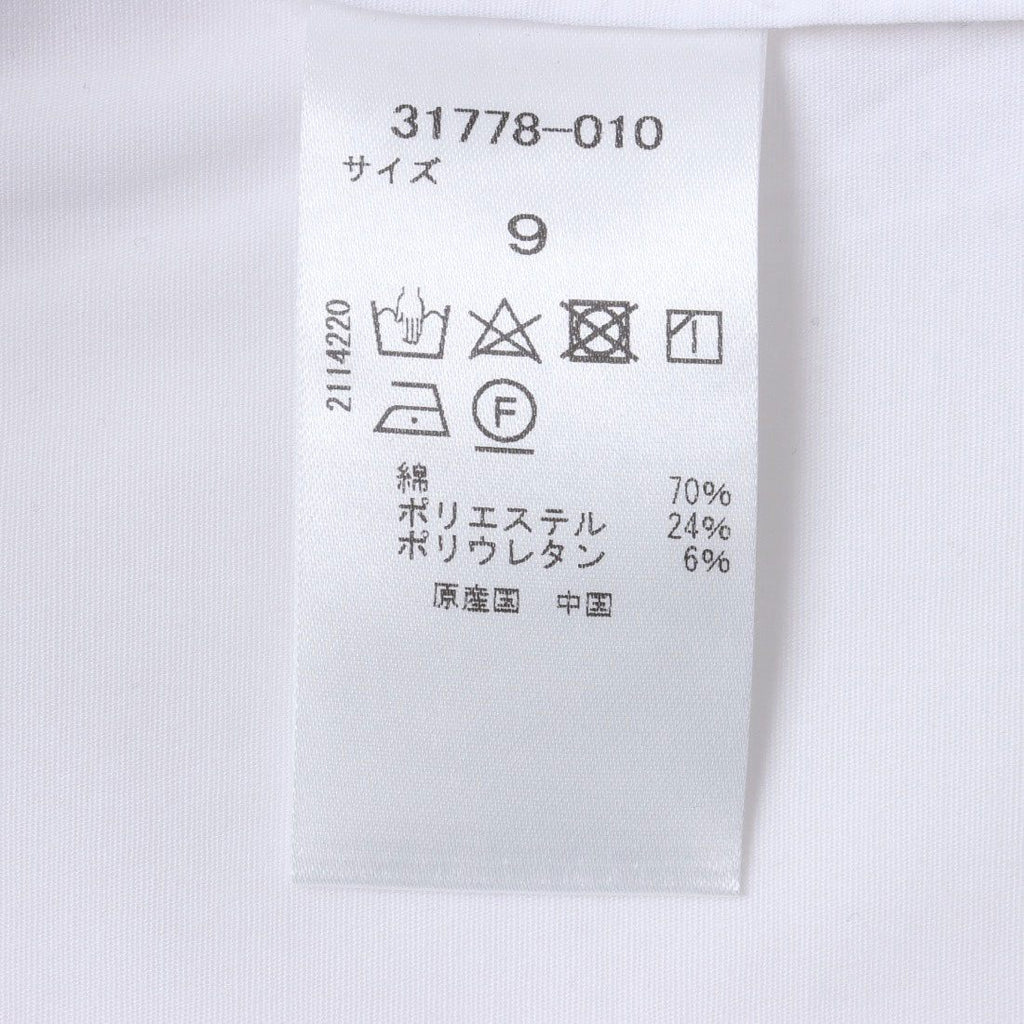 31778-010
サイズ
9
2114220
F
綿 70%
ポリエステル 24%
ポリウレタン 6%
原産国 中国